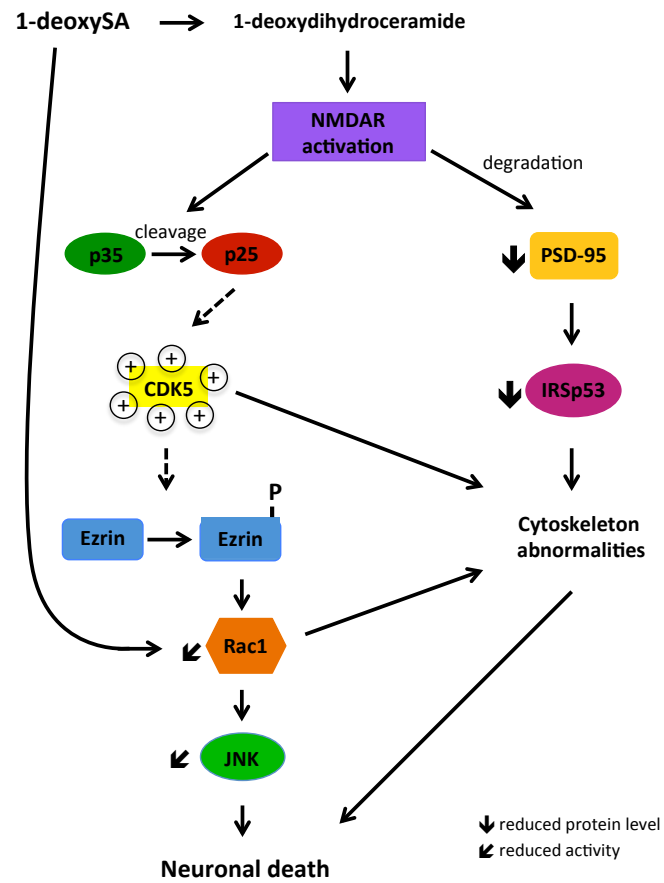 1-deoxySA
1-deoxydihydroceramide
NMDAR
activation
degradation
cleavage
p35
p25
PSD-95
+
+
+
CDK5
+
+
+
IRSp53
P
Ezrin
Ezrin
Cytoskeleton
abnormalities
Rac1
JNK
reduced protein level
reduced activity
Neuronal death